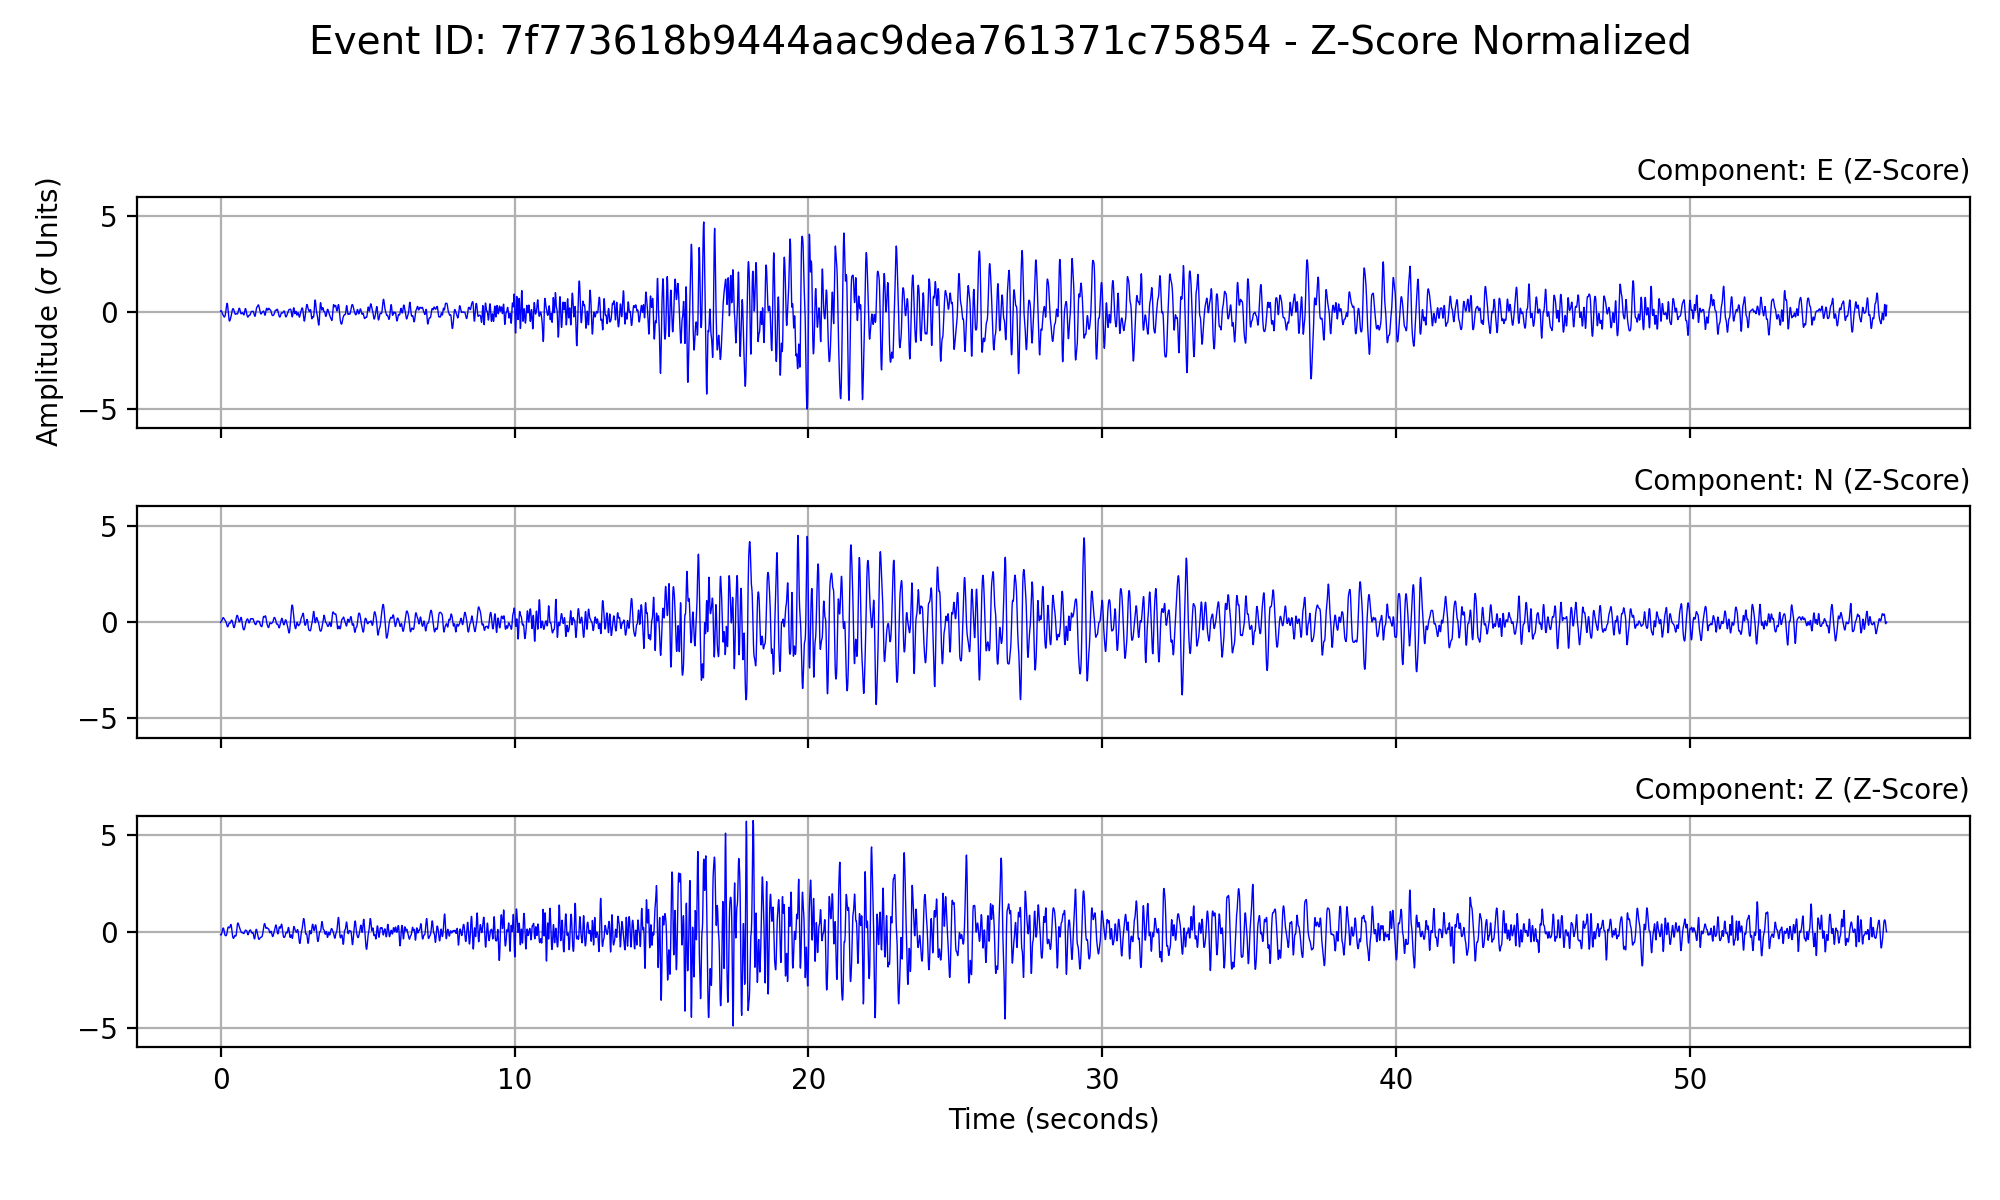 Event ID: 7f773618b9444aac9dea761371c75854 - Z-Score Normalized
Component: E (Z-Score)
Amplitude (σ Units)
5
0
−5
Component: N (Z-Score)
5
0
−5
Component: Z (Z-Score)
5
0
−5
0 10 20 30 40 50
Time (seconds)